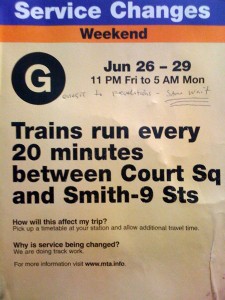 Service Changes
Weekend
G
Jun 26 – 29
11 PM Fri to 5 AM Mon
to
Trains run every
20 minutes
between Court Sq
and Smith-9 Sts
How will this affect my trip?
Pick up a timetable at your station and allow additional travel time.
Why is service being changed?
We are doing track work.
For more information visit www.mta.info.